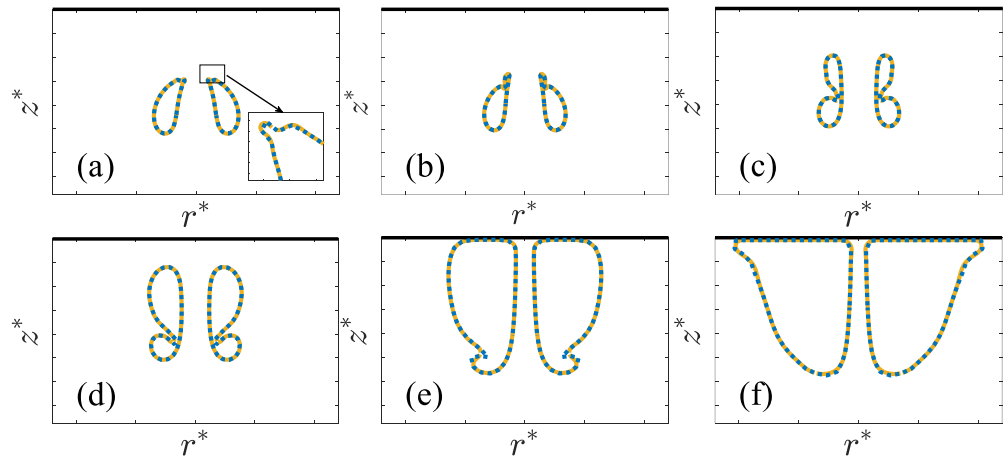 z* (a) r*
z* (b) r*
z* (c) r*
z* (d) r*
z* (e) r*
z* (f) r*